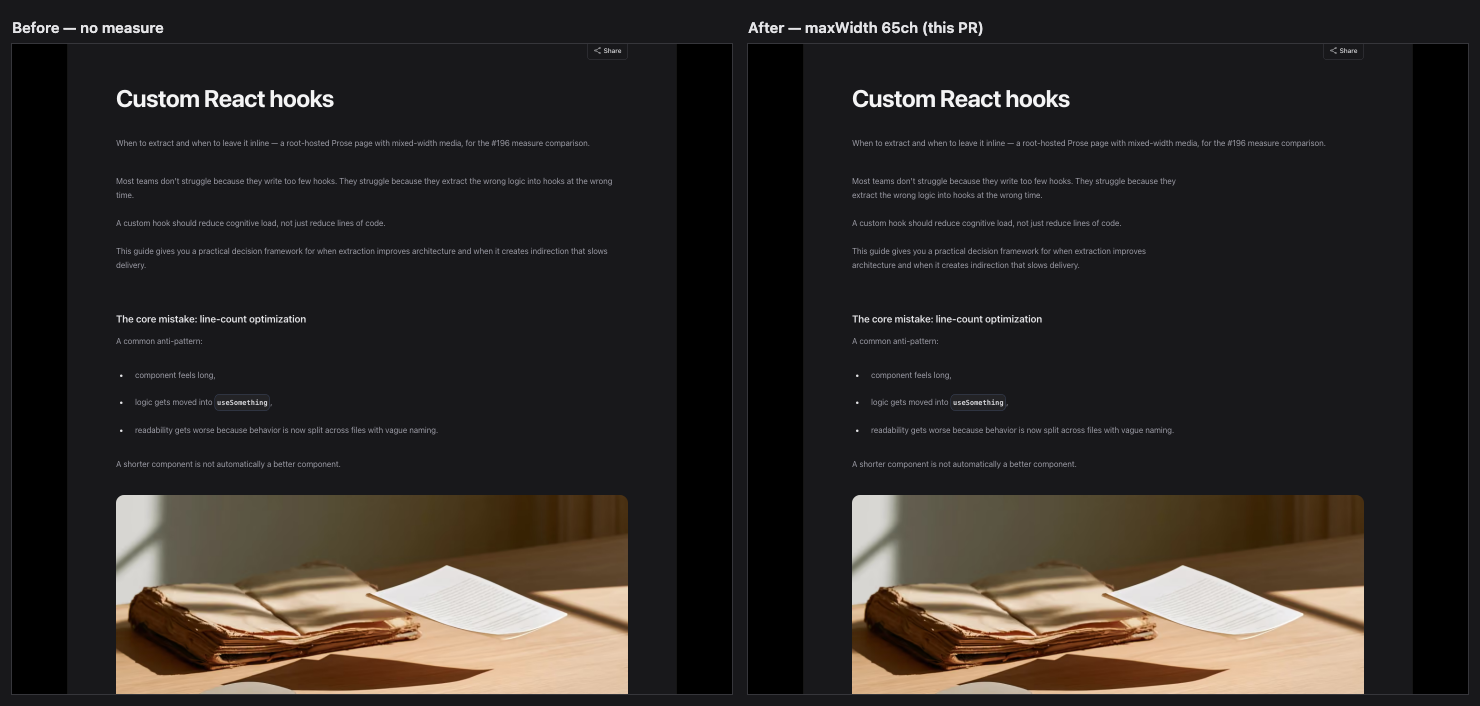 Before — no measure
Share
Custom React hooks
When to extract and when to leave it inline — a root-hosted Prose page with mixed-width media, for the #196 measure comparison.
Most teams don't struggle because they write too few hooks. They struggle because they extract the wrong logic into hooks at the wrong
time.
A custom hook should reduce cognitive load, not just reduce lines of code.
This guide gives you a practical decision framework for when extraction improves architecture and when it creates indirection that slows
delivery.
The core mistake: line-count optimization
A common anti-pattern:
• component feels long,
• logic gets moved into useSomething,
• readability gets worse because behavior is now split across files with vague naming.
A shorter component is not automatically a better component.
After — maxWidth 65ch (this PR)
Share
Custom React hooks
When to extract and when to leave it inline — a root-hosted Prose page with mixed-width media, for the #196 measure comparison.
Most teams don't struggle because they write too few hooks. They struggle because they
extract the wrong logic into hooks at the wrong time.
A custom hook should reduce cognitive load, not just reduce lines of code.
This guide gives you a practical decision framework for when extraction improves
architecture and when it creates indirection that slows delivery.
The core mistake: line-count optimization
A common anti-pattern:
• component feels long,
• logic gets moved into useSomething,
• readability gets worse because behavior is now split across files with vague naming.
A shorter component is not automatically a better component.